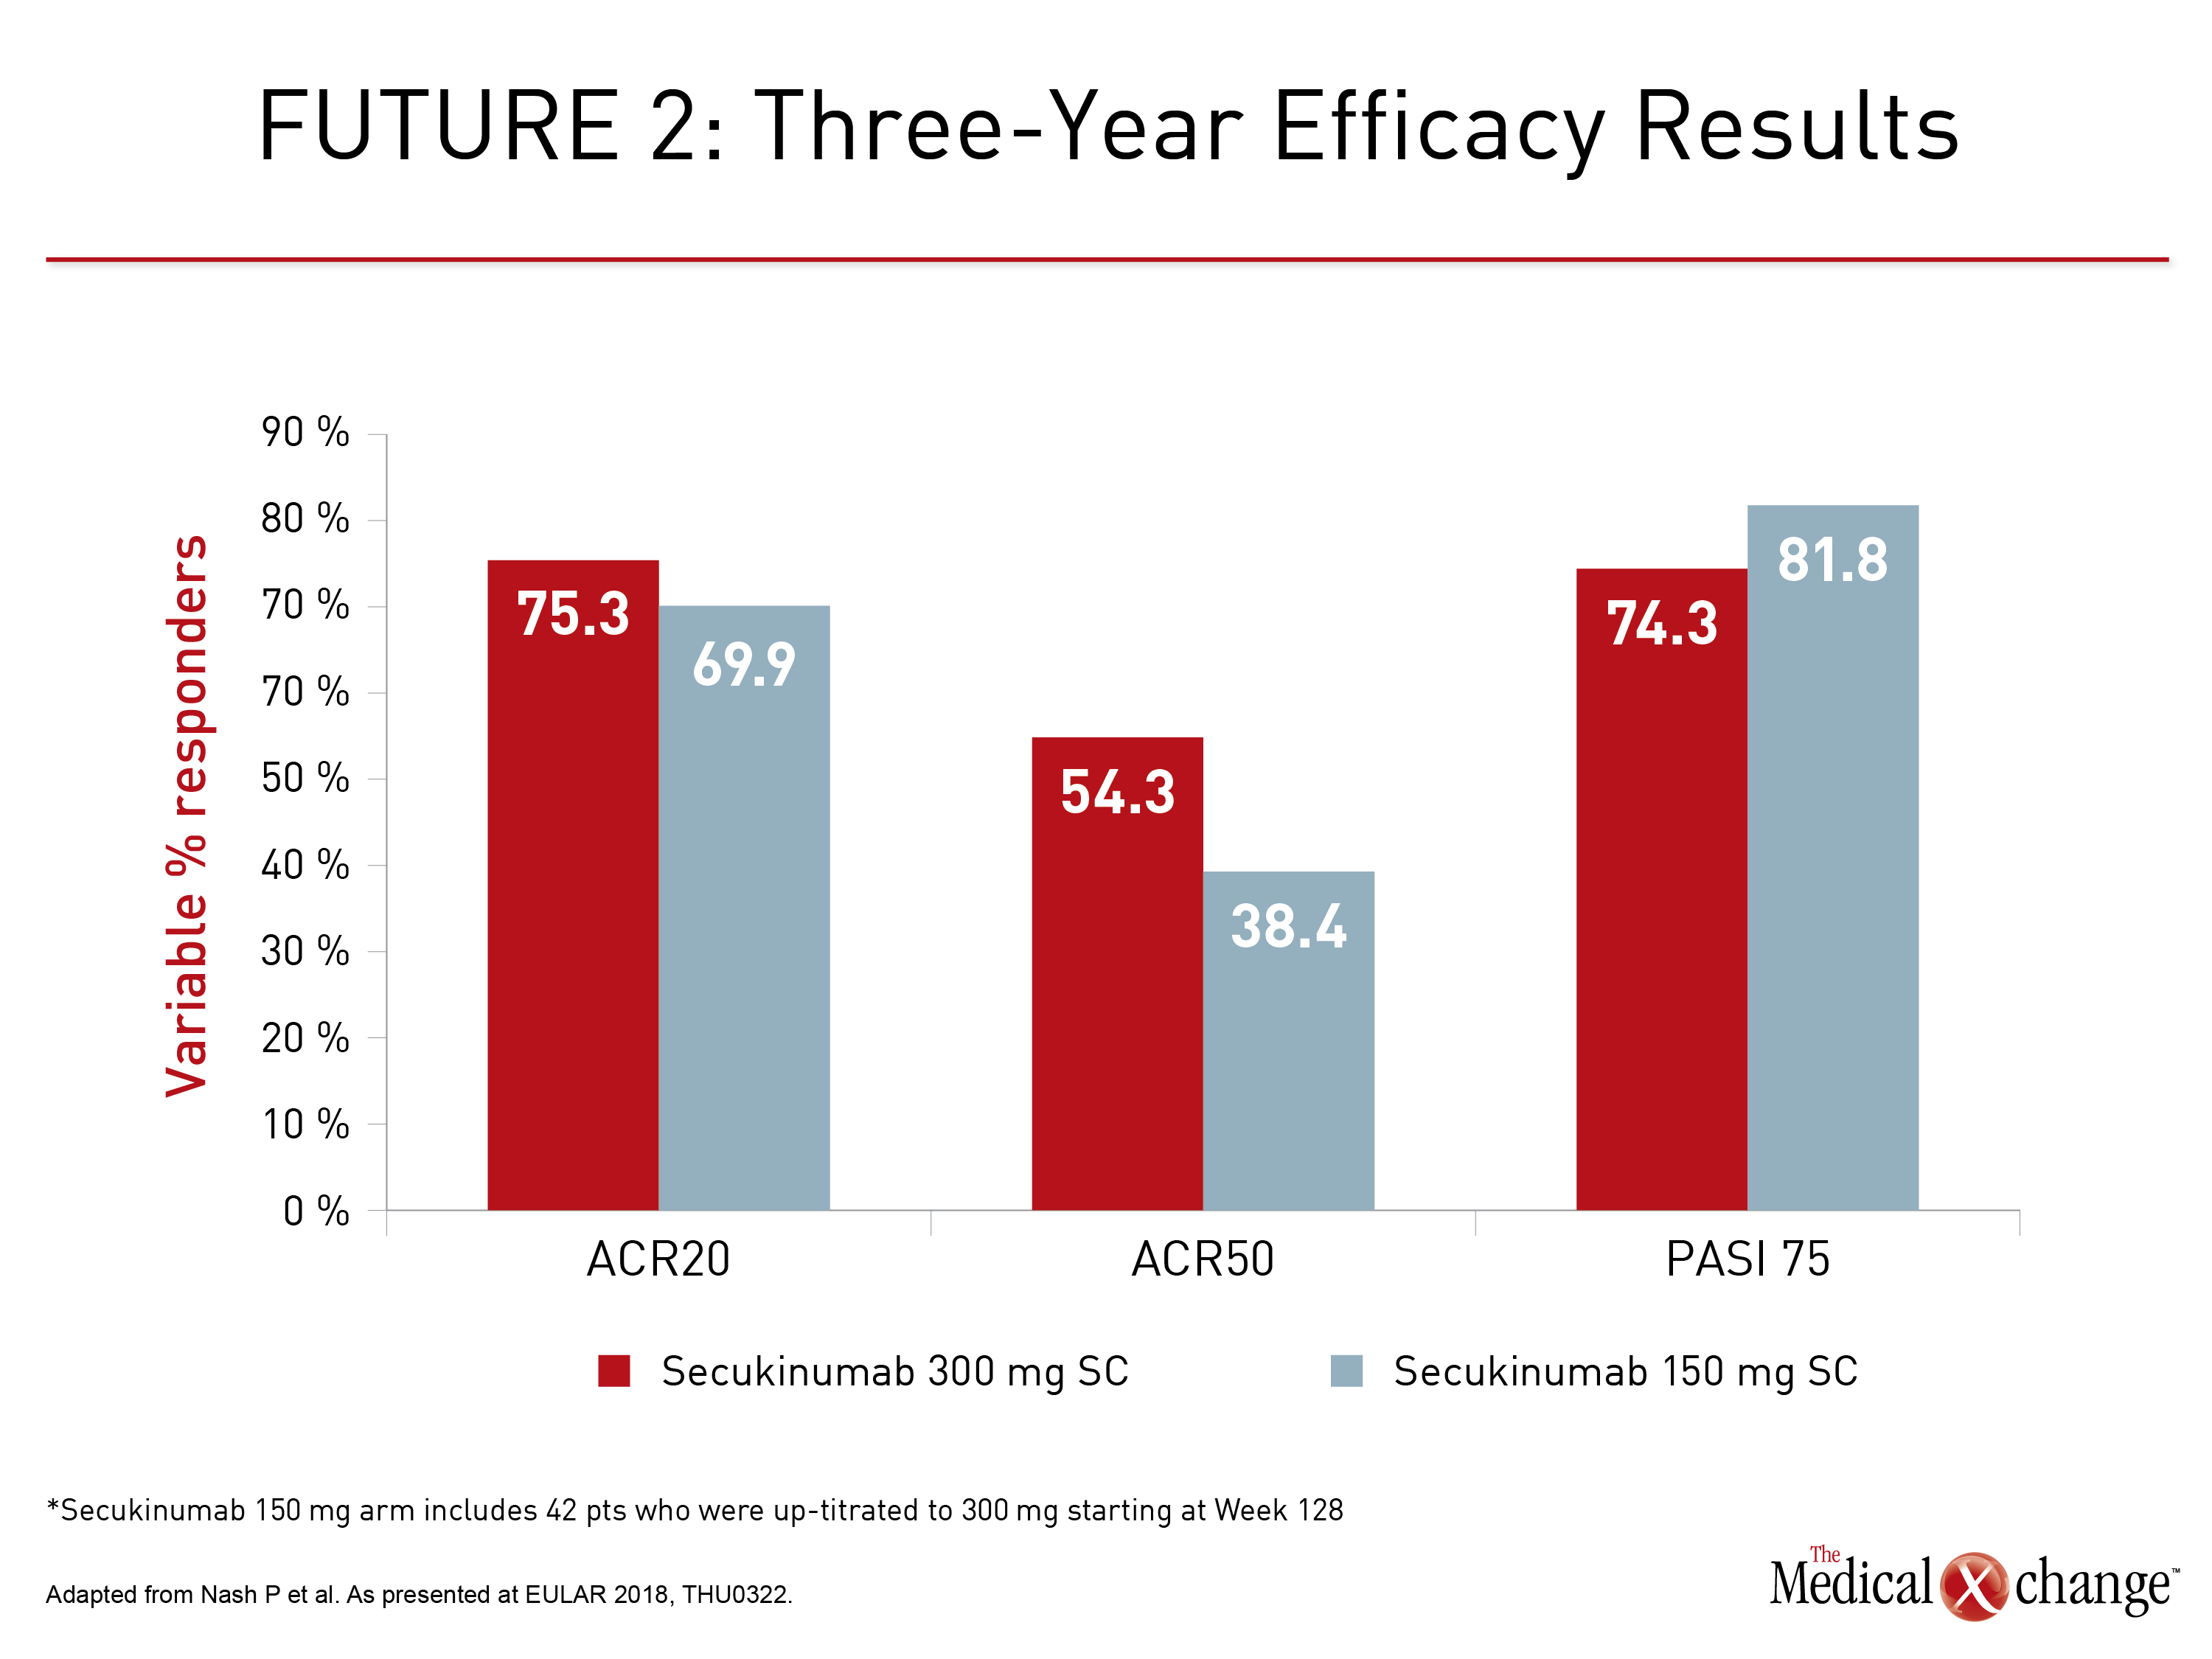 FUTURE 2: Three-Year Efficacy Results
Variable % responders
90 %
80 %
70 %
70 %
50 %
40 %
30 %
20 %
10 %
0 %
75.3
69.9
54.3
38.4
74.3
81.8
ACR20
ACR50
PASI 75
Secukinumab 300 mg SC
Secukinumab 150 mg SC
*Secukinumab 150 mg arm includes 42 pts who were up-titrated to 300 mg starting at Week 128
Adapted from Nash P et al. As presented at EULAR 2018, THU0322.
The
Medical Xchange™